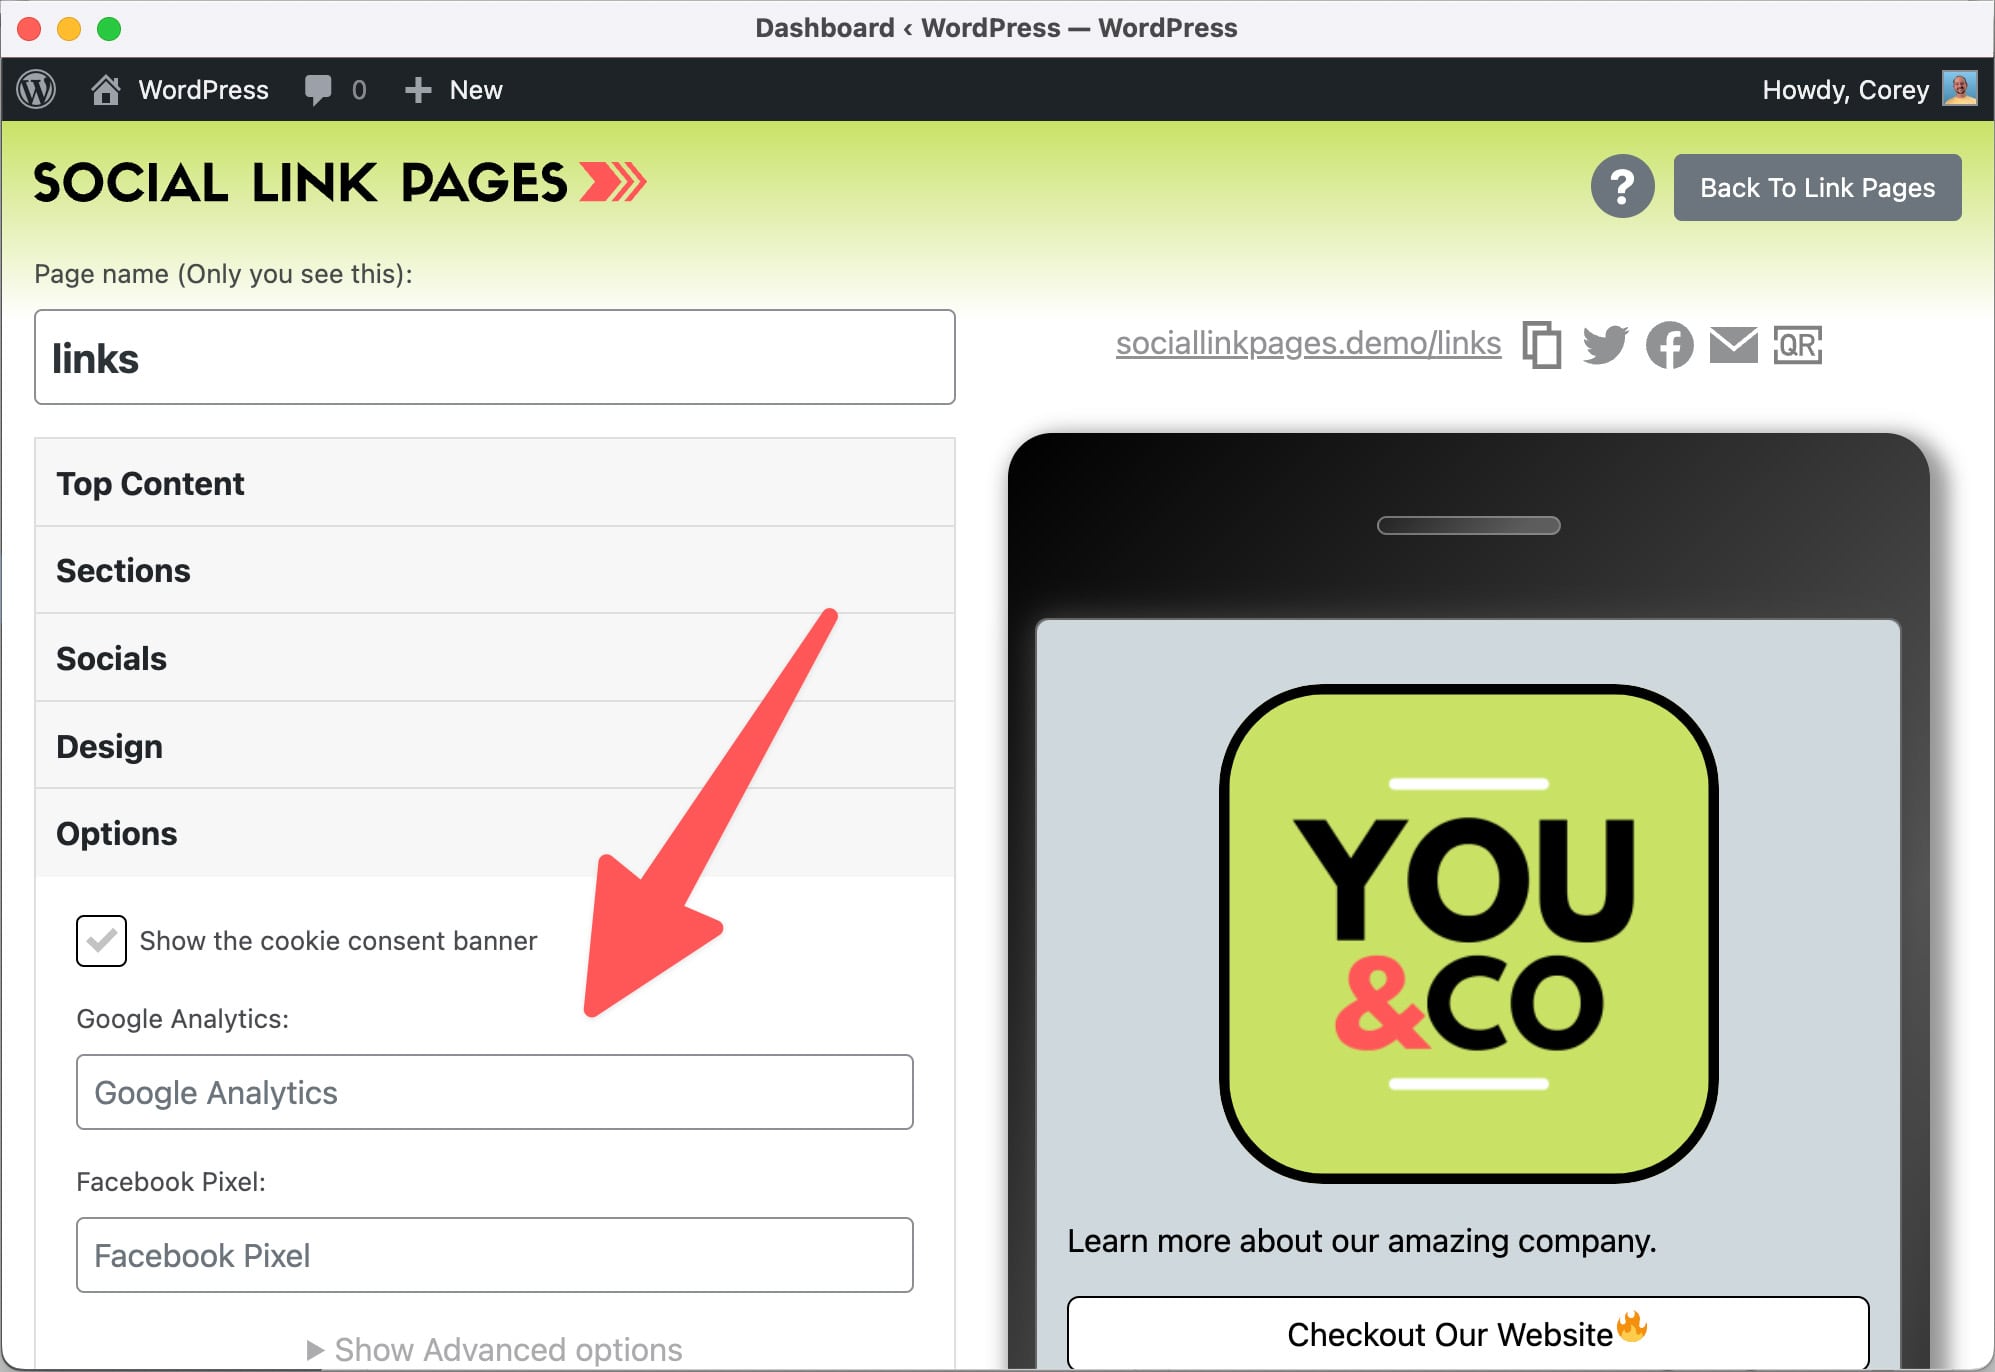 Dashboard ‹ WordPress — WordPress
WordPress 0 New
Howdy, Corey
SOCIAL LINK PAGES
? Back To Link Pages
Page name (Only you see this):
links
sociallinkpages.demo/links
QR
Top Content
Sections
Socials
Design
Options
Show the cookie consent banner
Google Analytics:
Google Analytics
Facebook Pixel:
Facebook Pixel
Show Advanced options
YOU
&CO
Learn more about our amazing company.
Checkout Our Website🔥